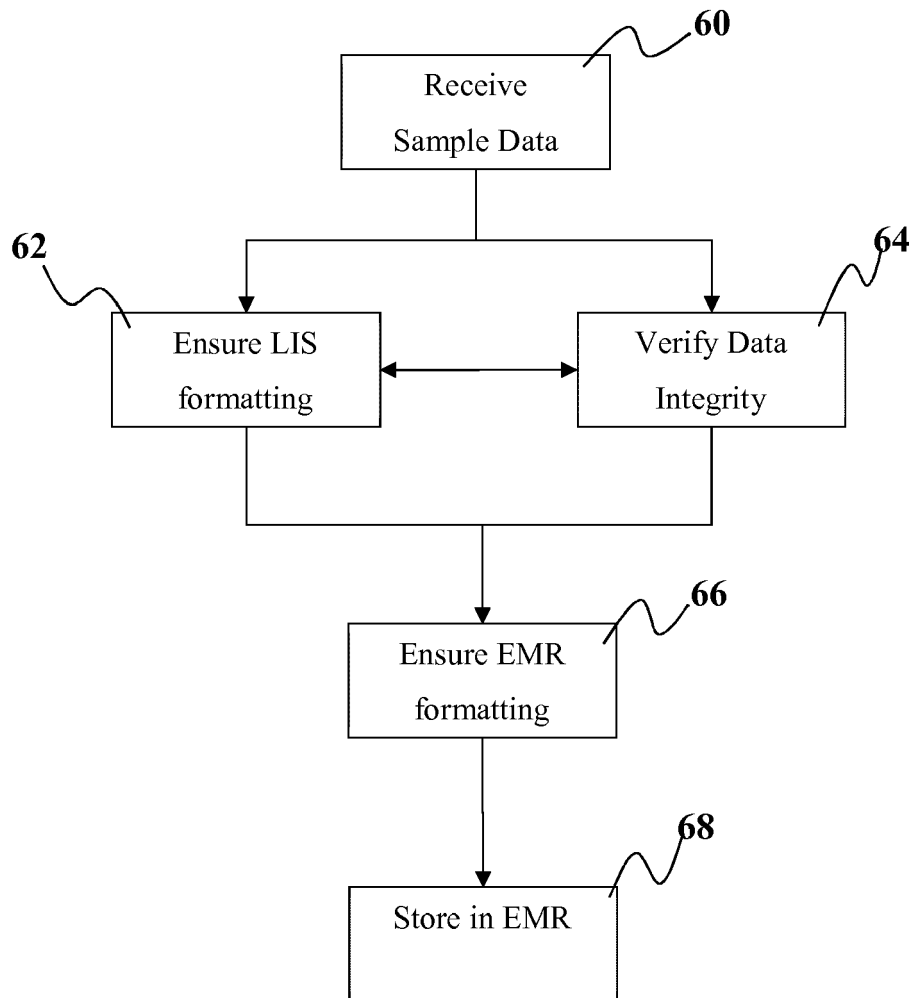 60
Receive
Sample Data
62
64
Ensure LIS
formatting
Verify Data
Integrity
66
Ensure EMR
formatting
68
Store in EMR